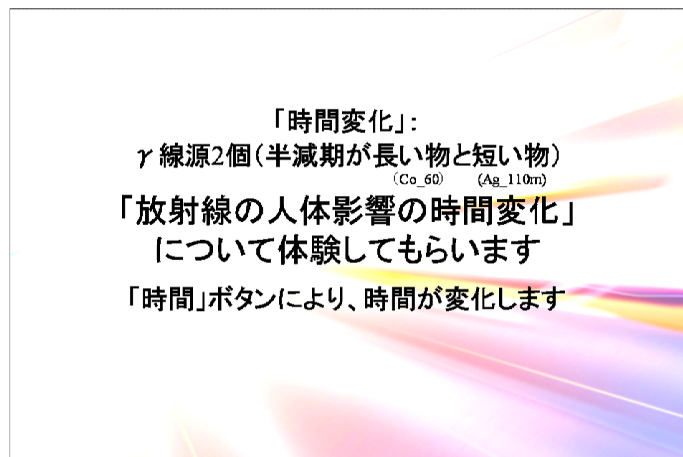 「時間変化」：
γ線源2個（半減期が長い物と短い物）
（Co_60） (Ag_110m)
「放射線の人体影響の時間変化」
について体験してもらいます
「時間」ボタンにより、時間が変化します